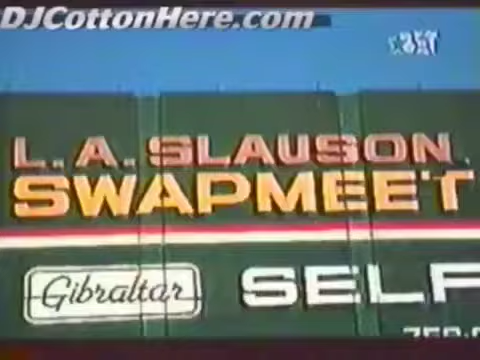 DJCottonHere.com
L.A. SLAUSON
SWAPMEET
Gibraltar
SELF